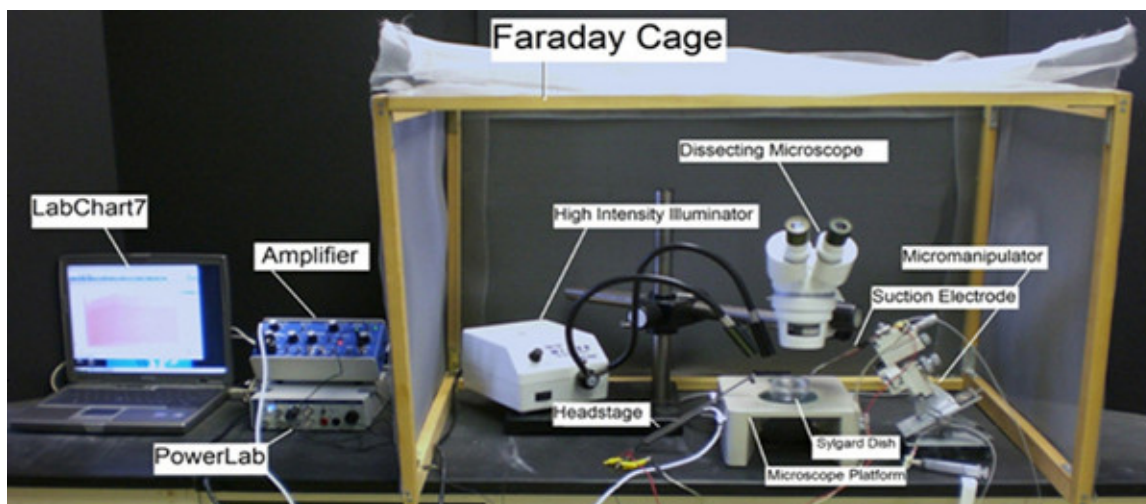 Faraday Cage
Dissecting Microscope
LabChart7
High Intensity Illuminator
Amplifier
Micromanipulator
Suction Electrode
Headstage
Sylgard Dish
PowerLab
Microscope Platform